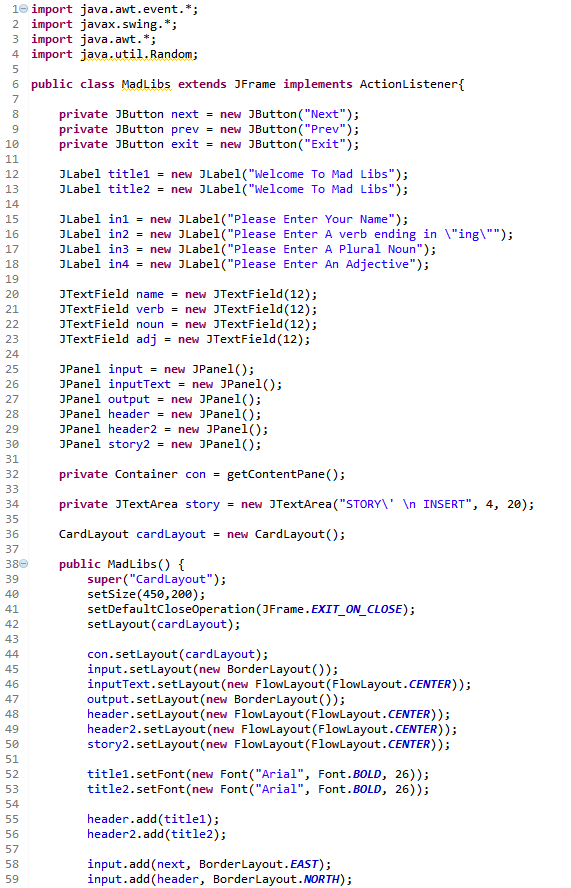 1 import java.awt.event.*;
2 import javax.swing.*;
3 import java.awt.*;
4 import java.util.Random;
5
6 public class MadLibs extends JFrame implements ActionListener{
7
8 private JButton next = new JButton("Next");
9 private JButton prev = new JButton("Prev");
10 private JButton exit = new JButton("Exit");
11
12 JLabel title1 = new JLabel("Welcome To Mad Libs");
13 JLabel title2 = new JLabel("Welcome To Mad Libs");
14
15 JLabel in1 = new JLabel("Please Enter Your Name");
16 JLabel in2 = new JLabel("Please Enter A verb ending in \"ing\"");
17 JLabel in3 = new JLabel("Please Enter A Plural Noun");
18 JLabel in4 = new JLabel("Please Enter An Adjective");
19
20 JTextField name = new JTextField(12);
21 JTextField verb = new JTextField(12);
22 JTextField noun = new JTextField(12);
23 JTextField adj = new JTextField(12);
24
25 JPanel input = new JPanel();
26 JPanel inputText = new JPanel();
27 JPanel output = new JPanel();
28 JPanel header = new JPanel();
29 JPanel header2 = new JPanel();
30 JPanel story2 = new JPanel();
31
32 private Container con = getContentPane();
33
34 private JTextArea story = new JTextArea("STORY\' \n INSERT", 4, 20);
35
36 CardLayout cardLayout = new CardLayout();
37
38 public MadLibs() {
39 super("CardLayout");
40 setSize(450,200);
41 setDefaultCloseOperation(JFrame.EXIT_ON_CLOSE);
42 setLayout(cardLayout);
43
44 con.setLayout(cardLayout);
45 input.setLayout(new BorderLayout());
46 inputText.setLayout(new FlowLayout(FlowLayout.CENTER));
47 output.setLayout(new BorderLayout());
48 header.setLayout(new FlowLayout(FlowLayout.CENTER));
49 header2.setLayout(new FlowLayout(FlowLayout.CENTER));
50 story2.setLayout(new FlowLayout(FlowLayout.CENTER));
51
52 title1.setFont(new Font("Arial", Font.BOLD, 26));
53 title2.setFont(new Font("Arial", Font.BOLD, 26));
54
55 header.add(title1);
56 header2.add(title2);
57
58 input.add(next, BorderLayout.EAST);
59 input.add(header, BorderLayout.NORTH);